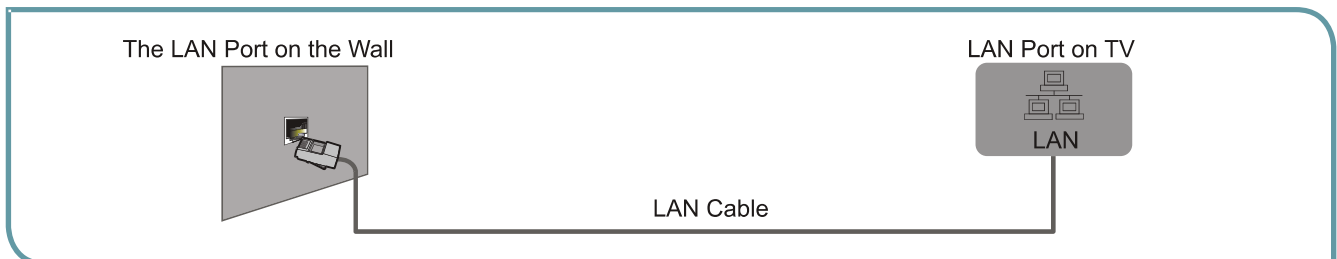 The LAN Port on the Wall
LAN Port on TV
LAN
LAN Cable